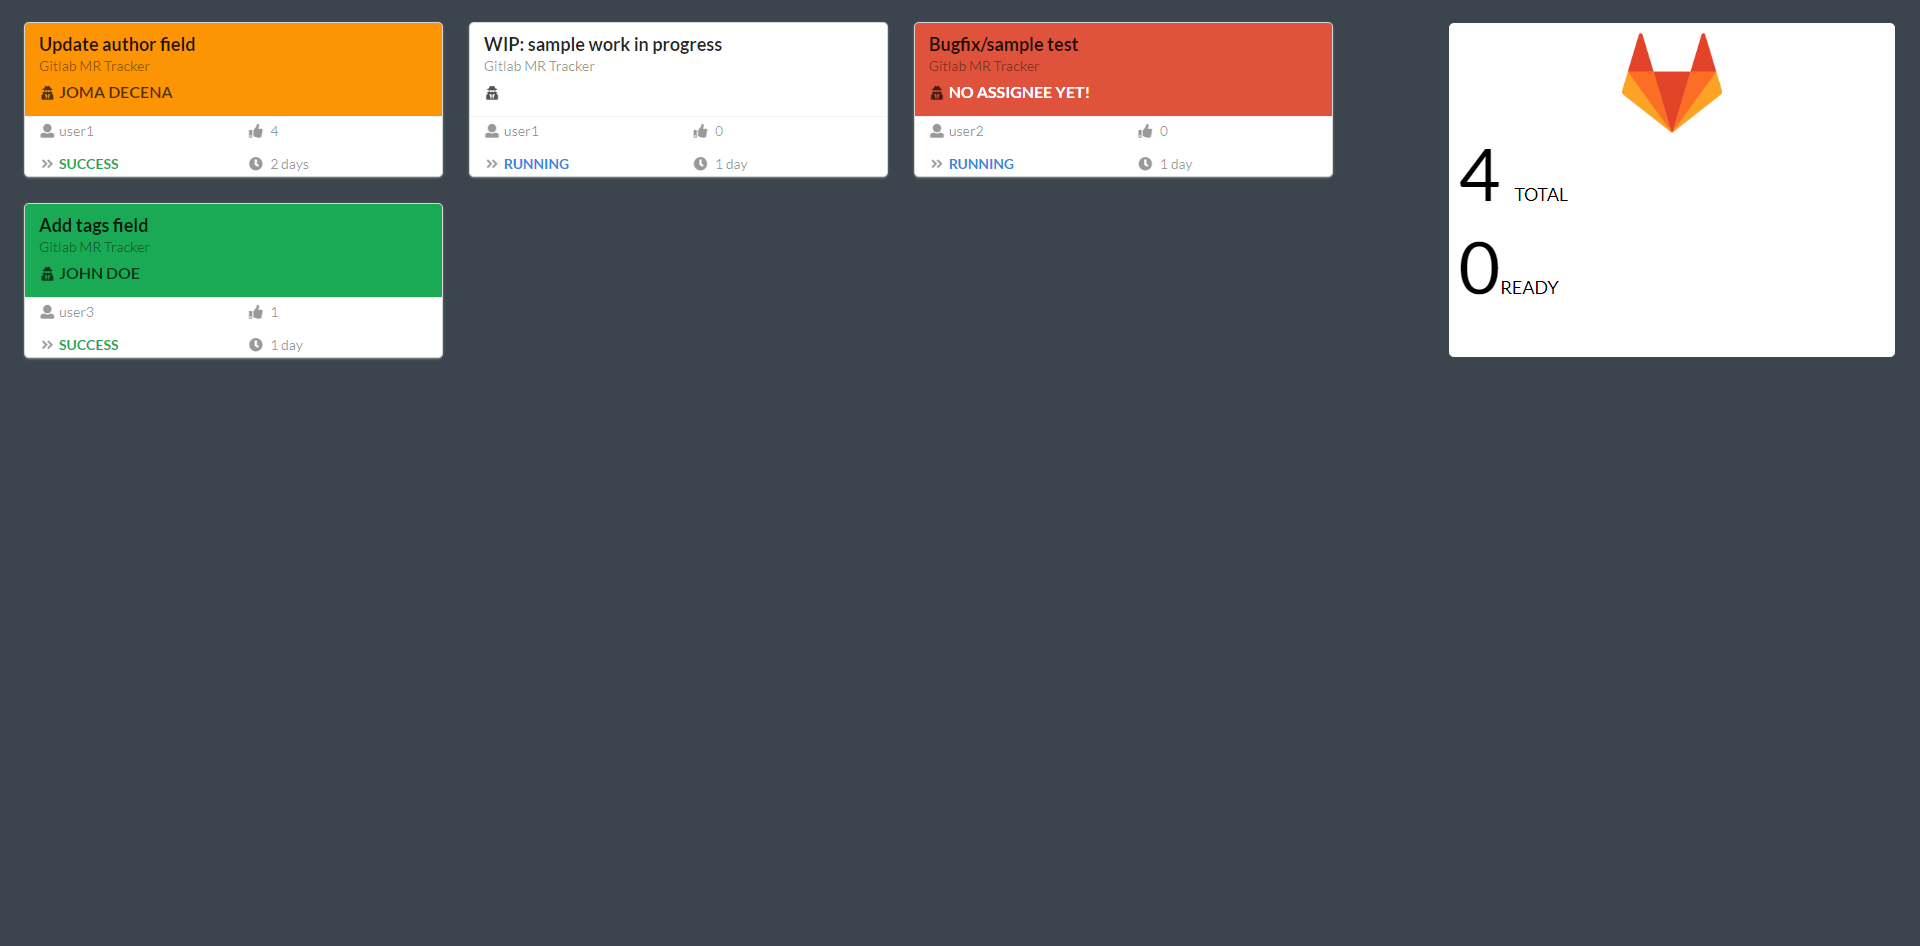 Update author field
Gitlab MR Tracker
JOMA DECENA
user1
4
SUCCESS
2 days
WIP: sample work in progress
Gitlab MR Tracker
user1
0
RUNNING
1 day
Bugfix/sample test
Gitlab MR Tracker
NO ASSIGNEE YET!
user2
0
RUNNING
1 day
Add tags field
Gitlab MR Tracker
JOHN DOE
user3
1
SUCCESS
1 day
4 TOTAL
0 READY